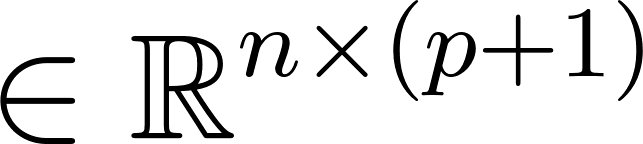 ∈ ℝ^{n×(p+1)}